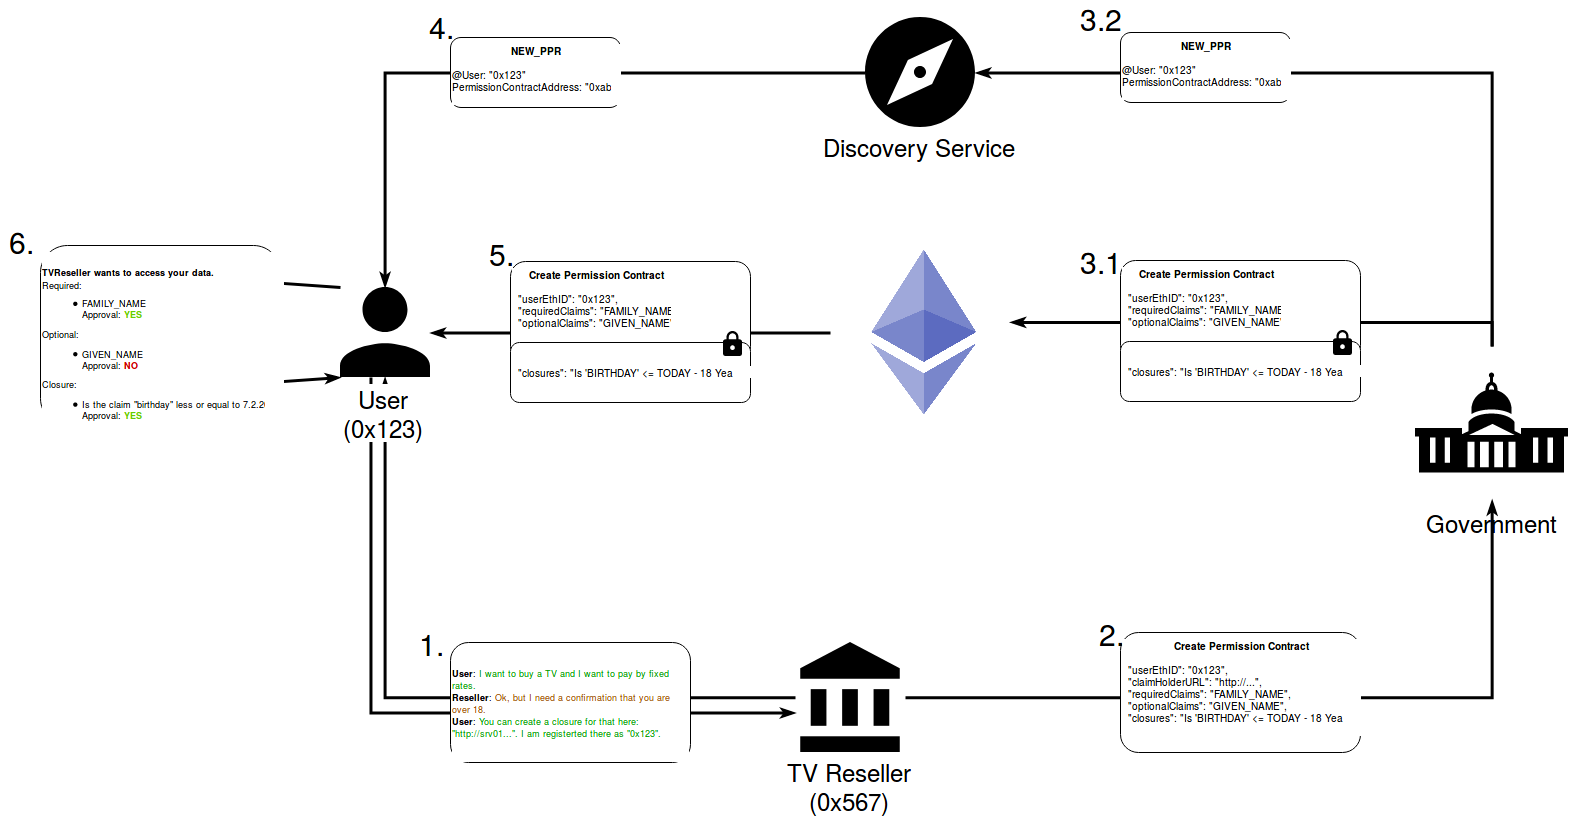 4.
NEW_PPR
@User: "0x123"
PermissionContractAddress: "0xab
3.2
NEW_PPR
@User: "0x123"
PermissionContractAddress: "0xab
Discovery Service
6.
TVReseller wants to access your data.
Required:
FAMILY_NAME
Approval: YES
Optional:
GIVEN_NAME
Approval: NO
Closure:
Is the claim "birthday" less or equal to 7.2.20
Approval: YES
User
(0x123)
5.
Create Permission Contract
"userEthID": "0x123",
"requiredClaims": "FAMILY_NAME
"optionalClaims": "GIVEN_NAME"
"closures": "Is 'BIRTHDAY' <= TODAY - 18 Yea
3.1
Create Permission Contract
"userEthID": "0x123",
"requiredClaims": "FAMILY_NAME
"optionalClaims": "GIVEN_NAME"
"closures": "Is 'BIRTHDAY' <= TODAY - 18 Yea
Government
1.
User: I want to buy a TV and I want to pay by fixed
rates.
Reseller: Ok, but I need a confirmation that you are
over 18.
User: You can create a closure for that here:
"http://srv01...". I am registerted there as "0x123".
TV Reseller
(0x567)
2.
Create Permission Contract
"userEthID": "0x123",
"claimHolderURL": "http://...",
"requiredClaims": "FAMILY_NAME",
"optionalClaims": "GIVEN_NAME",
"closures": "Is 'BIRTHDAY' <= TODAY - 18 Yea